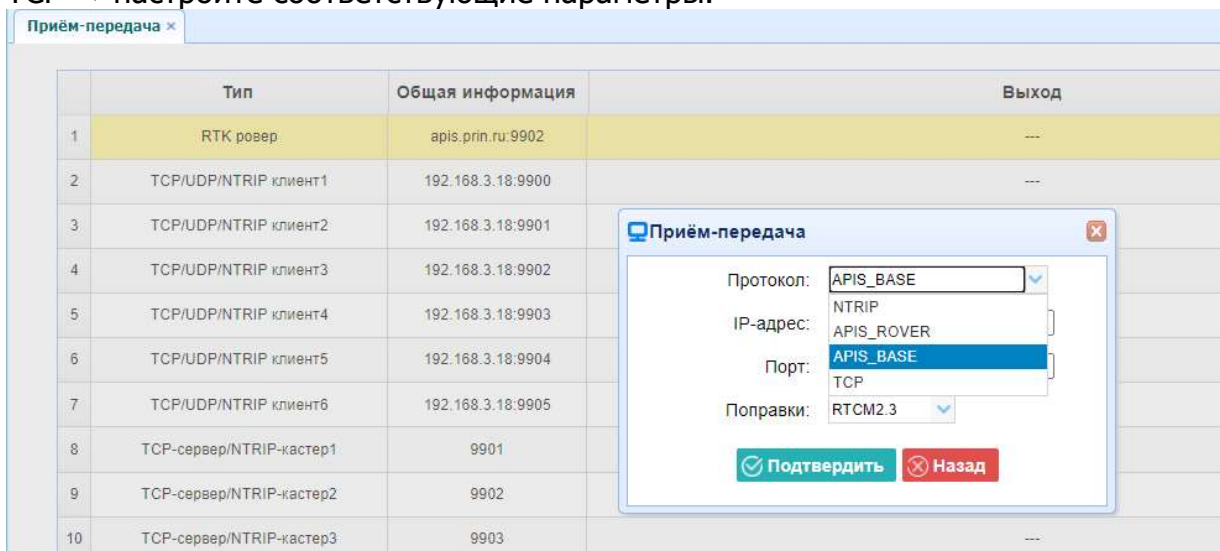 TCP → настройте соответствующие параметры.
Приём-передача ×
Тип Общая информация Выход
1 RTK ровер apis.prin.ru:9902 ---
2 TCP/UDP/NTRIP клиент1 192.168.3.18:9900 ---
3 TCP/UDP/NTRIP клиент2 192.168.3.18:9901
4 TCP/UDP/NTRIP клиент3 192.168.3.18:9902
5 TCP/UDP/NTRIP клиент4 192.168.3.18:9903
6 TCP/UDP/NTRIP клиент5 192.168.3.18:9904
7 TCP/UDP/NTRIP клиент6 192.168.3.18:9905
8 TCP-сервер/NTRIP-кастер1 9901
9 TCP-сервер/NTRIP-кастер2 9902
10 TCP-сервер/NTRIP-кастер3 9903 ---
Приём-передача
Протокол: APIS_BASE
NTRIP
IP-адрес:
APIS_ROVER
APIS_BASE
Порт:
TCP
Поправки: RTCM2.3
Подтвердить Назад